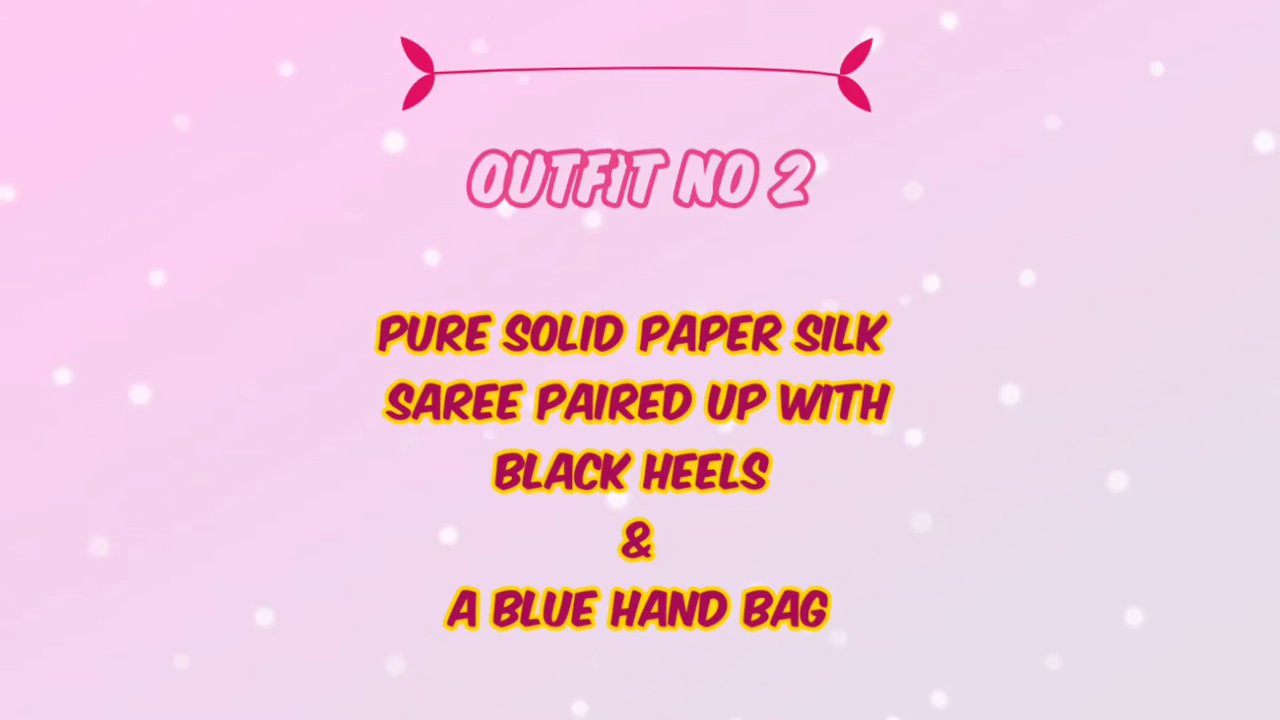 OUTFIT NO 2
PURE SOLID PAPER SILK
SAREE PAIRED UP WITH
BLACK HEELS
&
A BLUE HAND BAG